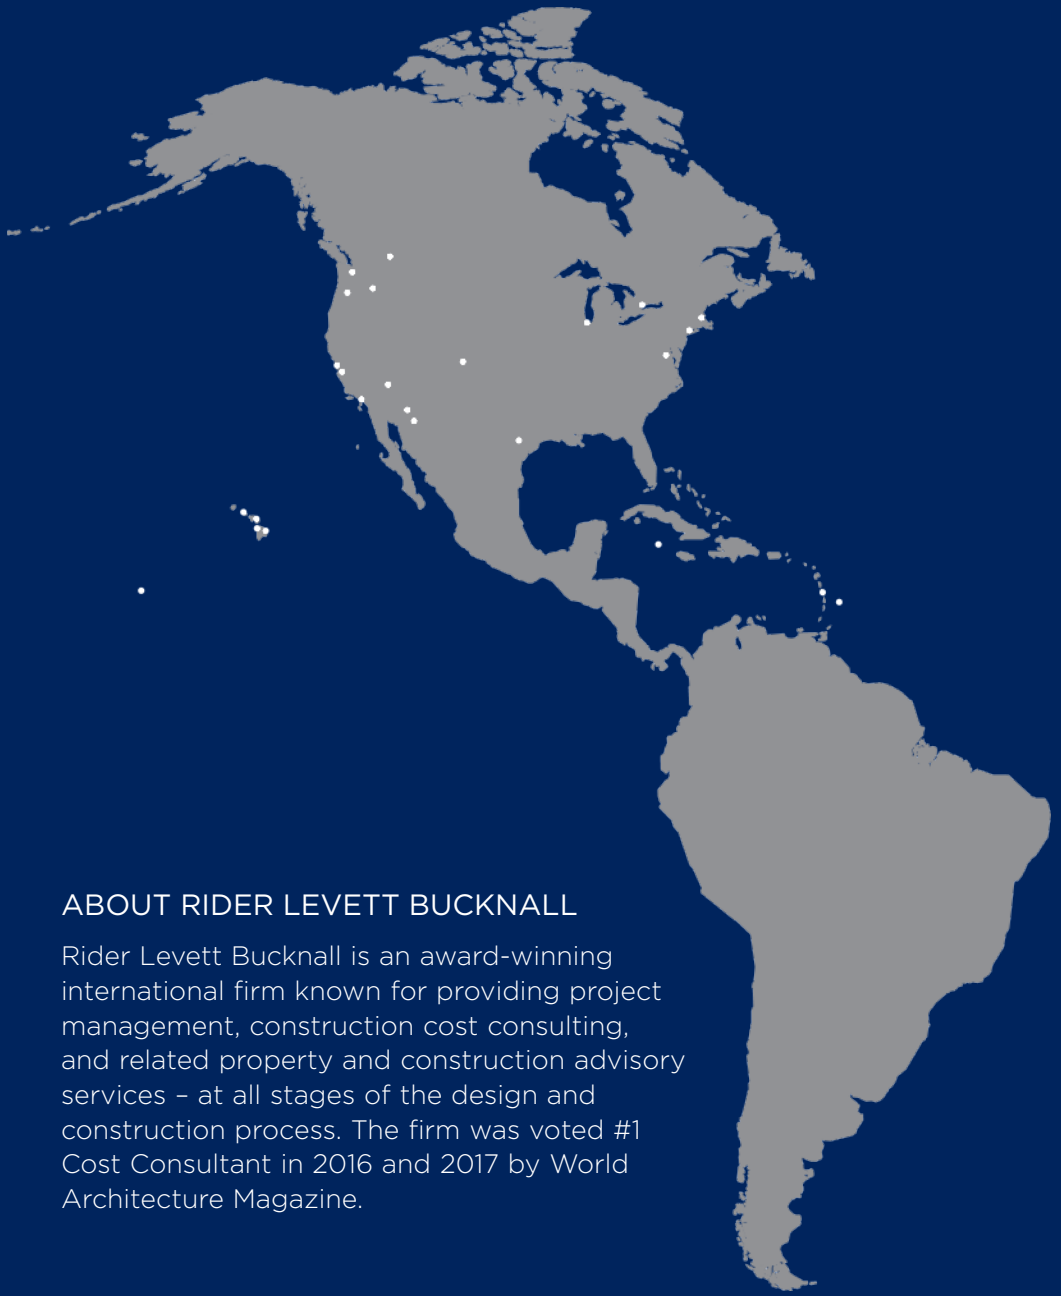 ABOUT RIDER LEVETT BUCKNALL
Rider Levett Bucknall is an award-winning
international firm known for providing project
management, construction cost consulting,
and related property and construction advisory
services – at all stages of the design and
construction process. The firm was voted #1
Cost Consultant in 2016 and 2017 by World
Architecture Magazine.